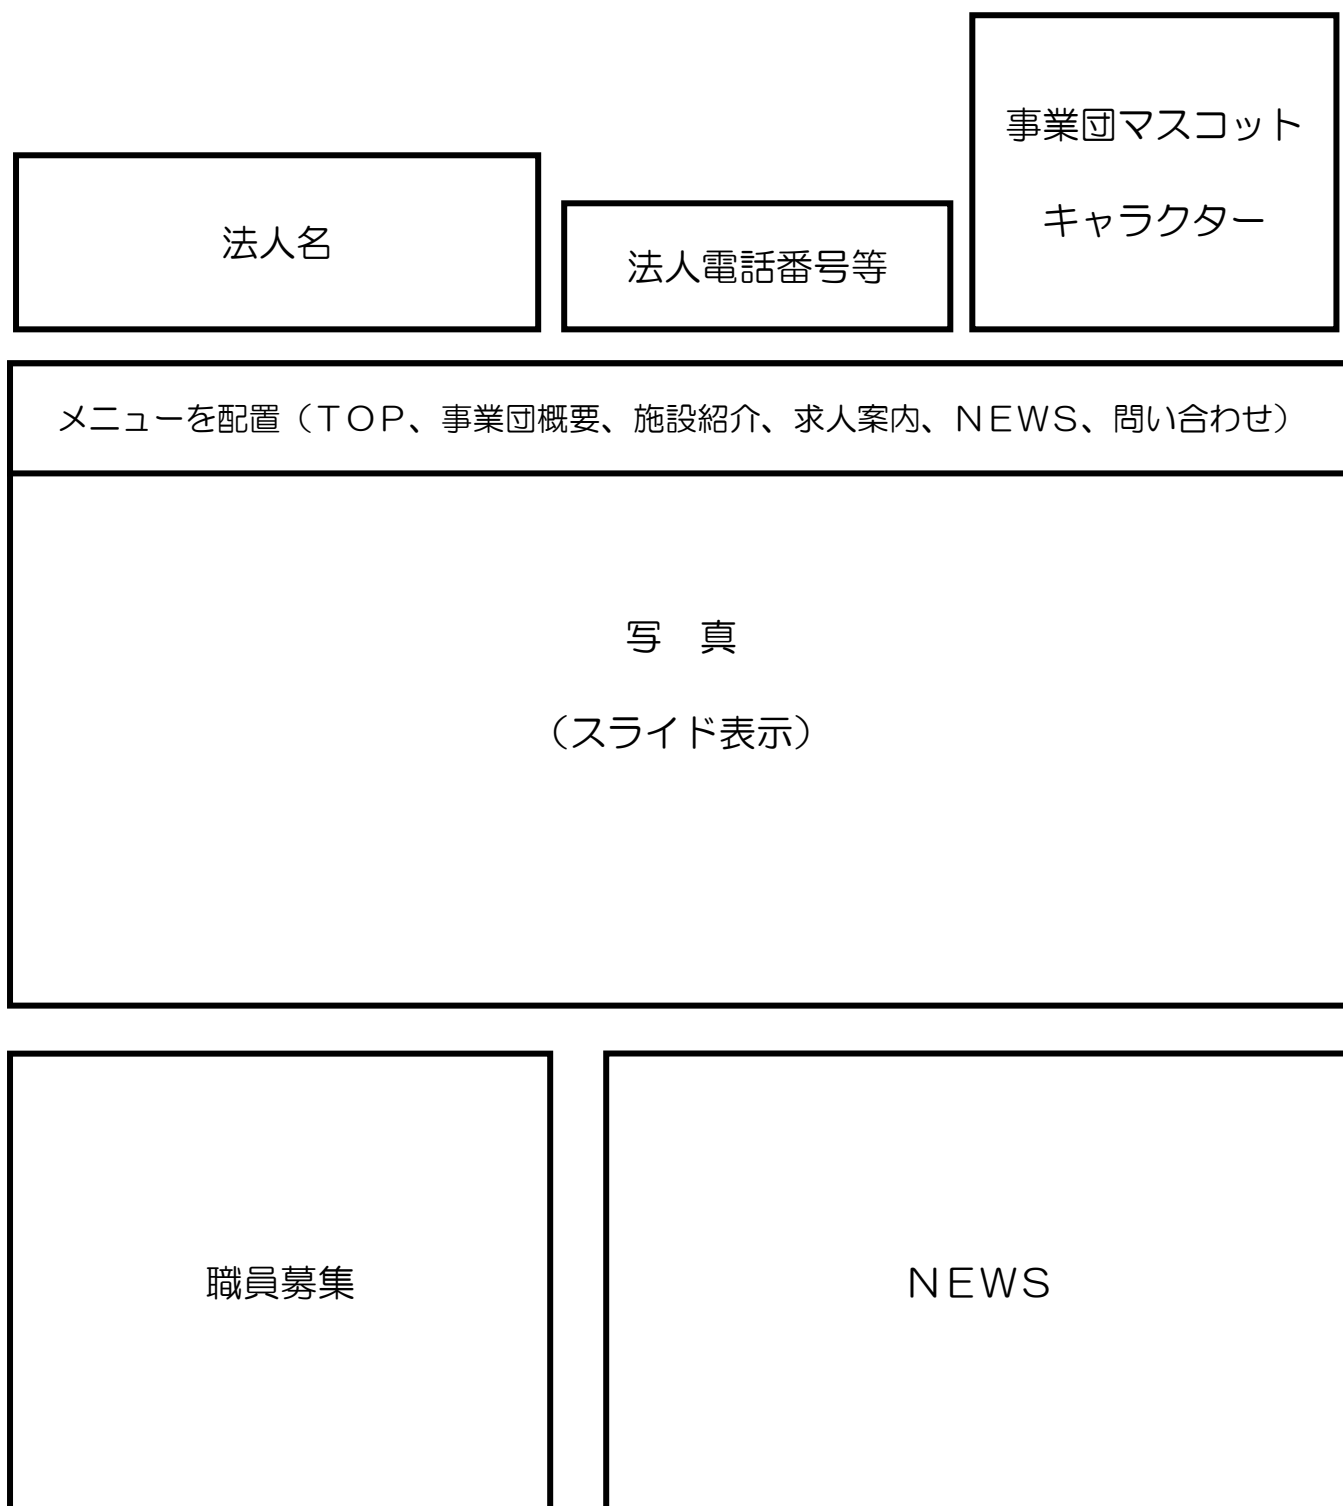 事業団マスコット
キャラクター
法人名
法人電話番号等
メニューを配置（ＴＯＰ、事業団概要、施設紹介、求人案内、ＮＥＷＳ、問い合わせ）
写　真
（スライド表示）
職員募集
ＮＥＷＳ